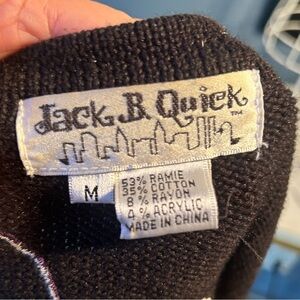 Jack B. Quick
TM
M
53% RAMIE
35% COTTON
8% RAYON
4% ACRYLIC
MADE IN CHINA